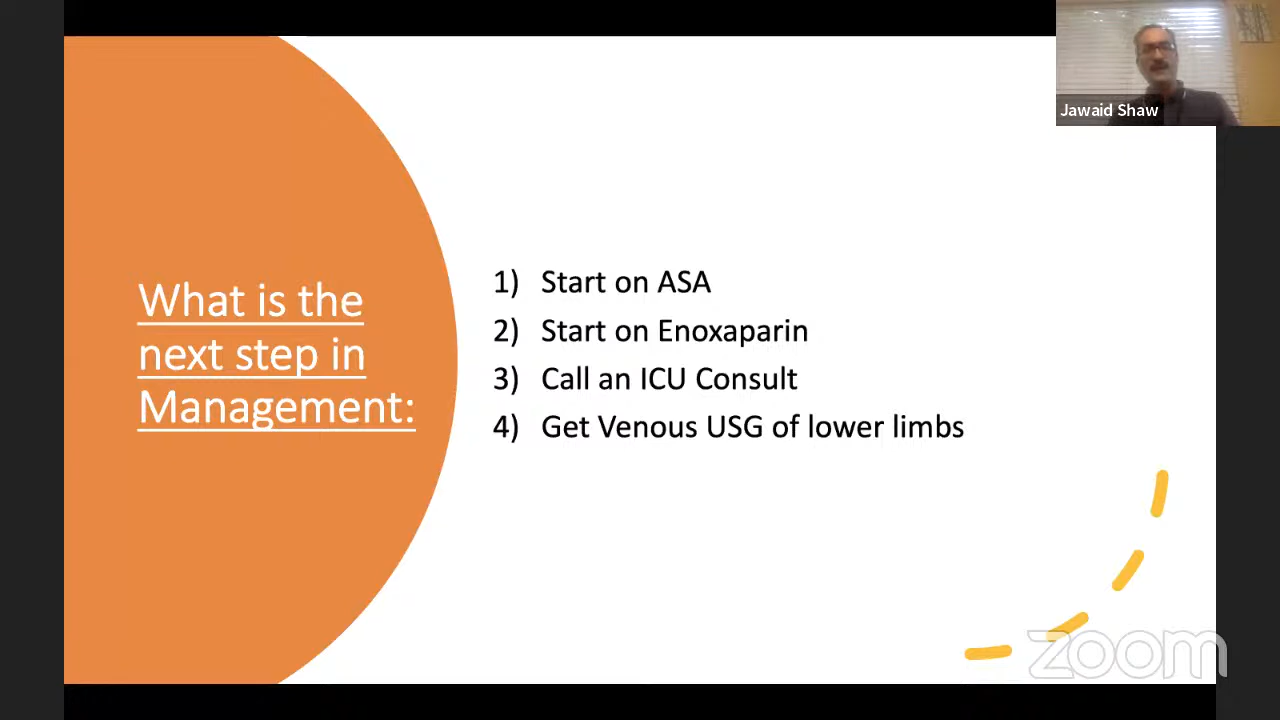 Jawaid Shaw
What is the
next step in
Management:
1) Start on ASA
2) Start on Enoxaparin
3) Call an ICU Consult
4) Get Venous USG of lower limbs
zoom